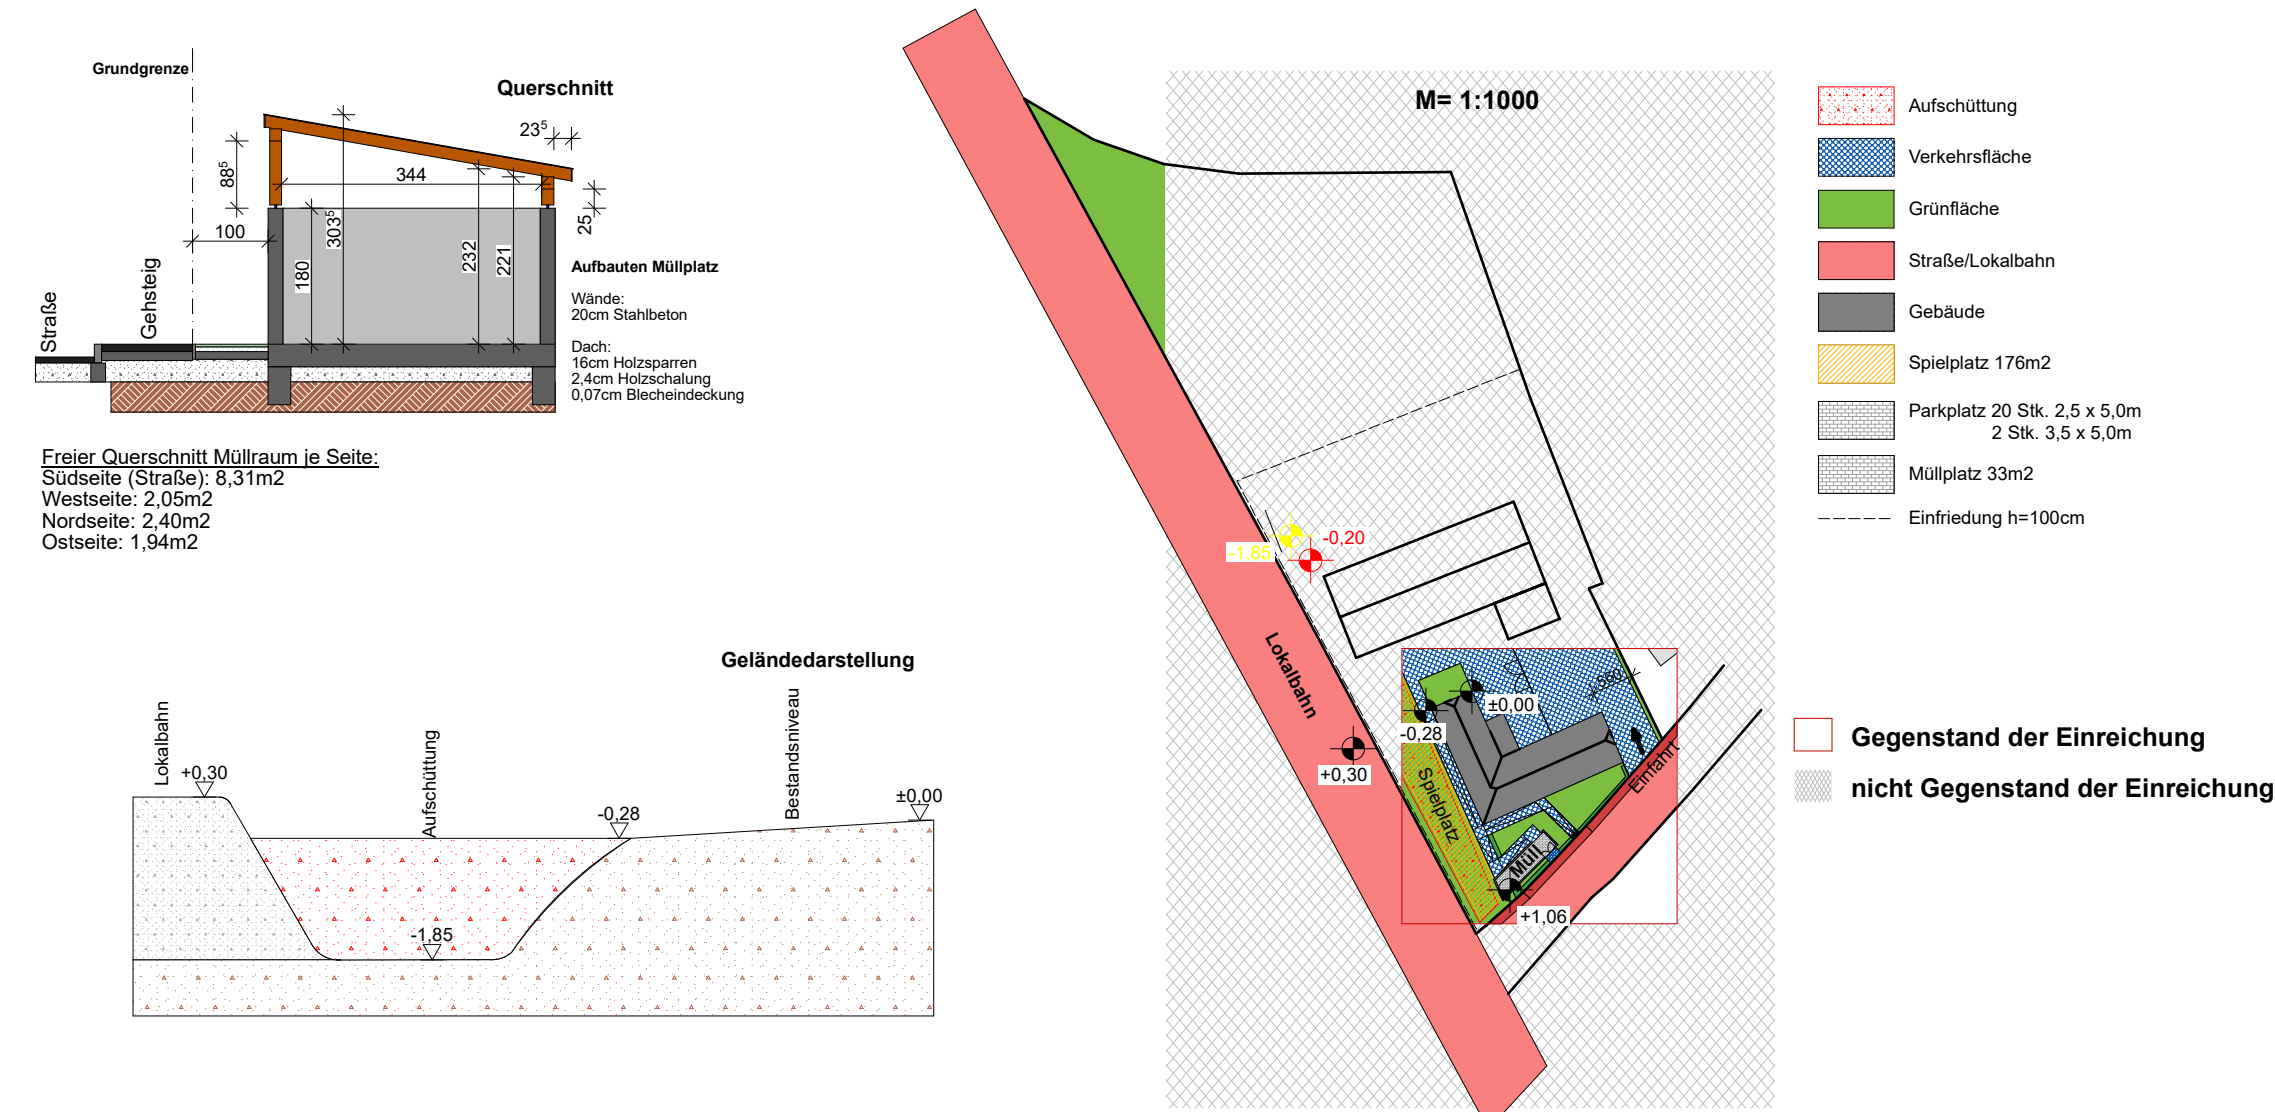 Grundgrenze
Querschnitt
23⁵
88⁵
344
303⁵
25
100
180
232
221
Straße
Gehsteig
Aufbauten Müllplatz
Wände:
20cm Stahlbeton
Dach:
16cm Holzsparren
2,4cm Holzschalung
0,07cm Blecheindeckung
Freier Querschnitt Müllraum je Seite:
Südseite (Straße): 8,31m2
Westseite: 2,05m2
Nordseite: 2,40m2
Ostseite: 1,94m2
Geländedarstellung
Lokalbahn
+0,30
Aufschüttung
-1,85
-0,28
Bestandsniveau
±0,00
M= 1:1000
-1,85
-0,20
Lokalbahn
+0,30
-0,28
±0,00
560
Spielplatz
Müll
Einfahrt
+1,06
Aufschüttung
Verkehrsfläche
Grünfläche
Straße/Lokalbahn
Gebäude
Spielplatz 176m2
Parkplatz 20 Stk. 2,5 x 5,0m
2 Stk. 3,5 x 5,0m
Müllplatz 33m2
Einfriedung h=100cm
Gegenstand der Einreichung
nicht Gegenstand der Einreichung